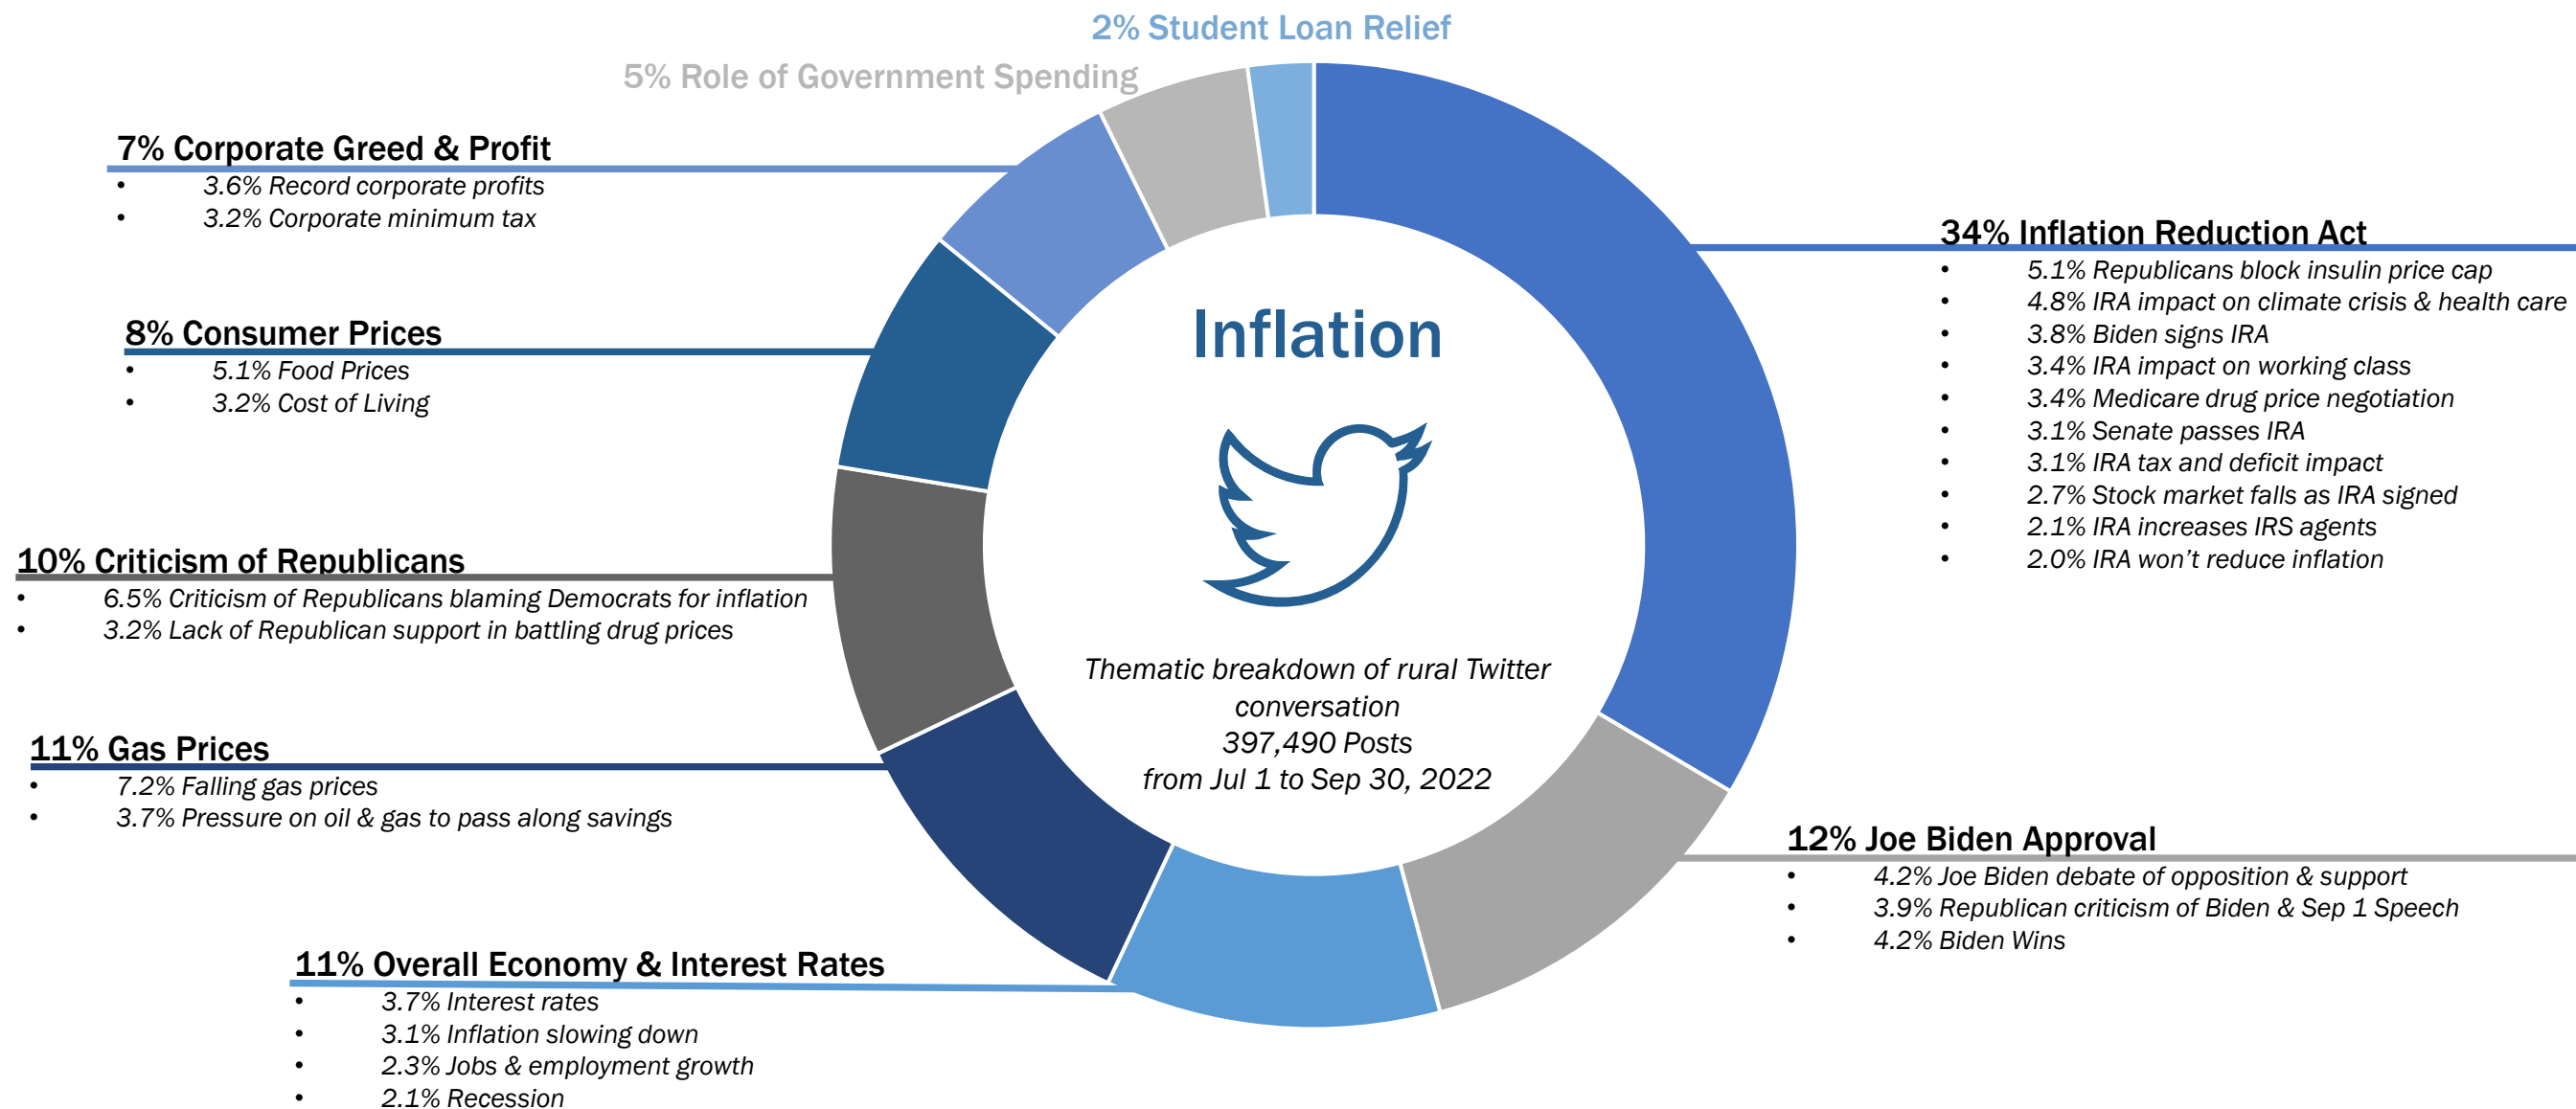 2% Student Loan Relief
5% Role of Government Spending
7% Corporate Greed & Profit
• 3.6% Record corporate profits
• 3.2% Corporate minimum tax
8% Consumer Prices
• 5.1% Food Prices
• 3.2% Cost of Living
10% Criticism of Republicans
• 6.5% Criticism of Republicans blaming Democrats for inflation
• 3.2% Lack of Republican support in battling drug prices
11% Gas Prices
• 7.2% Falling gas prices
• 3.7% Pressure on oil & gas to pass along savings
11% Overall Economy & Interest Rates
• 3.7% Interest rates
• 3.1% Inflation slowing down
• 2.3% Jobs & employment growth
• 2.1% Recession
Inflation
Thematic breakdown of rural Twitter
conversation
397,490 Posts
from Jul 1 to Sep 30, 2022
34% Inflation Reduction Act
• 5.1% Republicans block insulin price cap
• 4.8% IRA impact on climate crisis & health care
• 3.8% Biden signs IRA
• 3.4% IRA impact on working class
• 3.4% Medicare drug price negotiation
• 3.1% Senate passes IRA
• 3.1% IRA tax and deficit impact
• 2.7% Stock market falls as IRA signed
• 2.1% IRA increases IRS agents
• 2.0% IRA won’t reduce inflation
12% Joe Biden Approval
• 4.2% Joe Biden debate of opposition & support
• 3.9% Republican criticism of Biden & Sep 1 Speech
• 4.2% Biden Wins